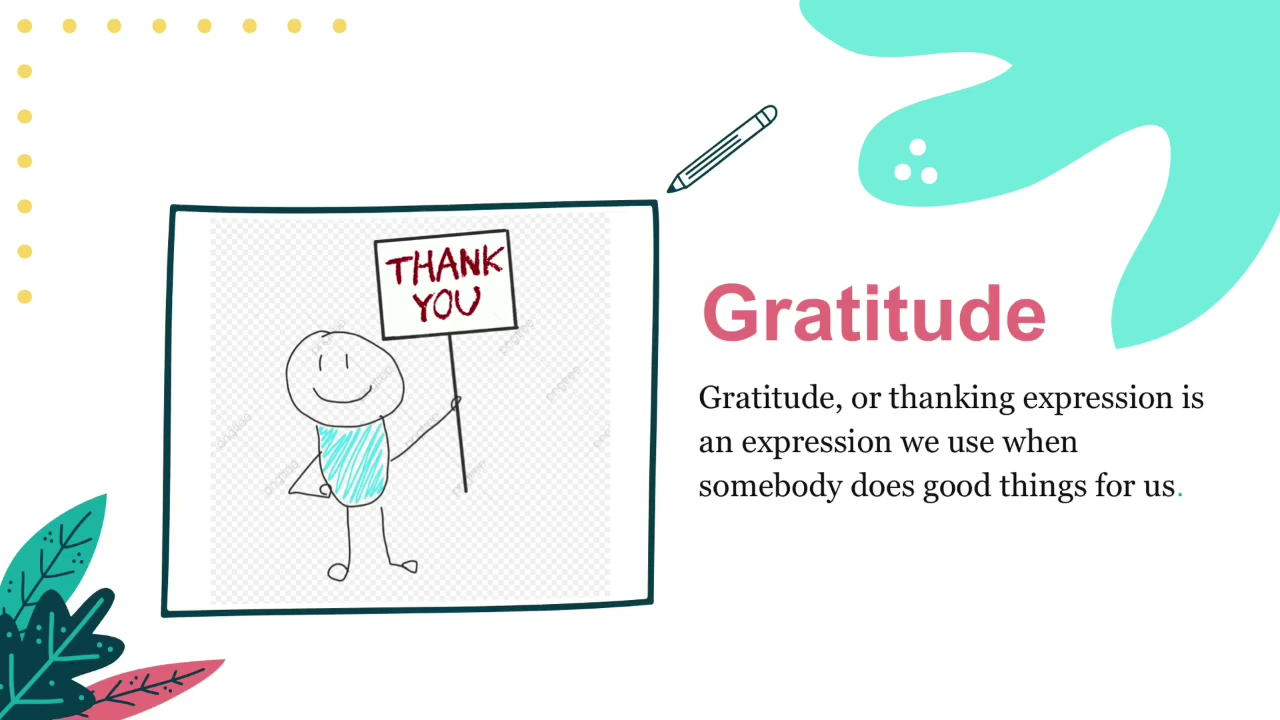 THANK
YOU
Gratitude
Gratitude, or thanking expression is
an expression we use when
somebody does good things for us.